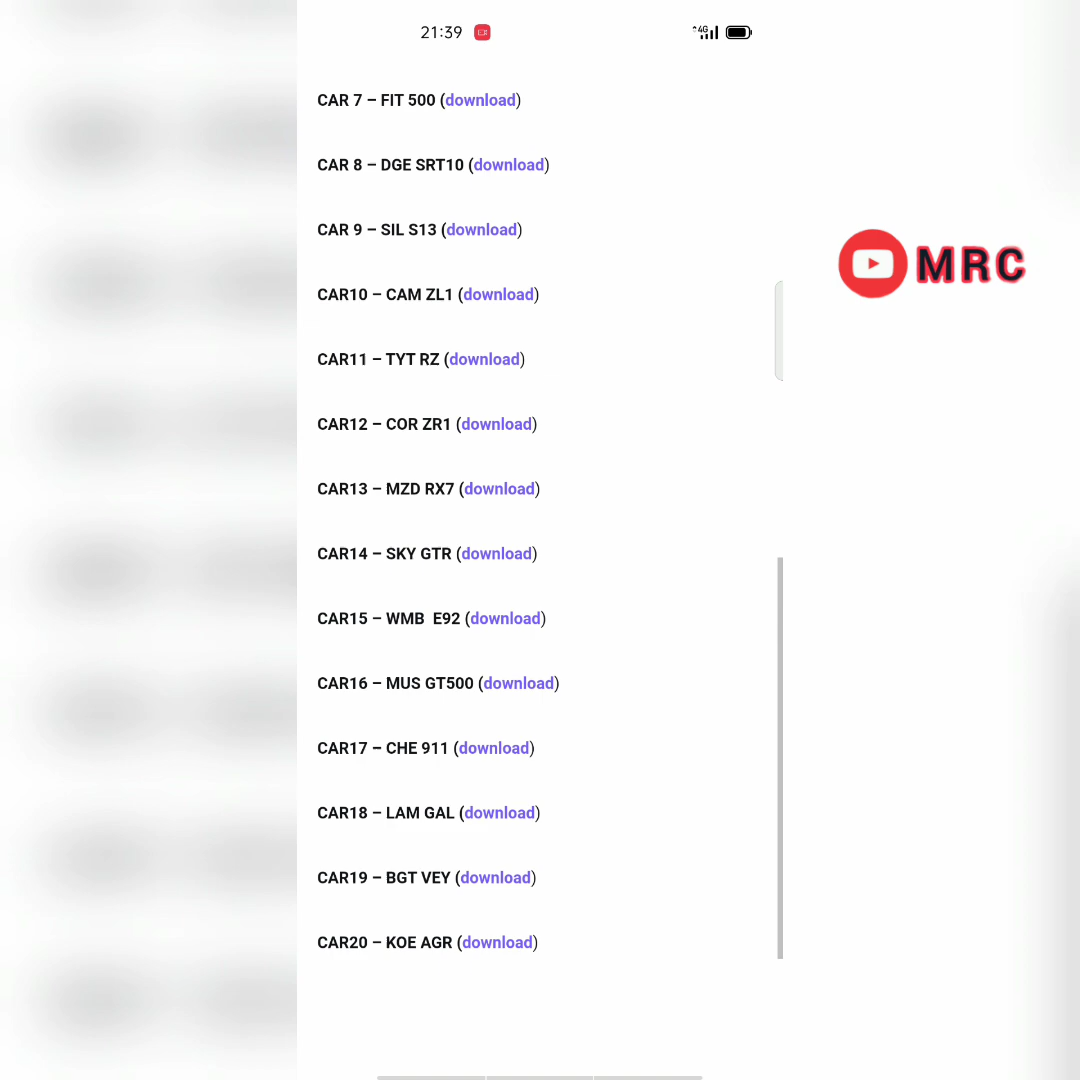 21:39
4G
CAR 7 – FIT 500 (download)
CAR 8 – DGE SRT10 (download)
CAR 9 – SIL S13 (download)
CAR10 – CAM ZL1 (download)
CAR11 – TYT RZ (download)
CAR12 – COR ZR1 (download)
CAR13 – MZD RX7 (download)
CAR14 – SKY GTR (download)
CAR15 – WMB  E92 (download)
CAR16 – MUS GT500 (download)
CAR17 – CHE 911 (download)
CAR18 – LAM GAL (download)
CAR19 – BGT VEY (download)
CAR20 – KOE AGR (download)
MRC